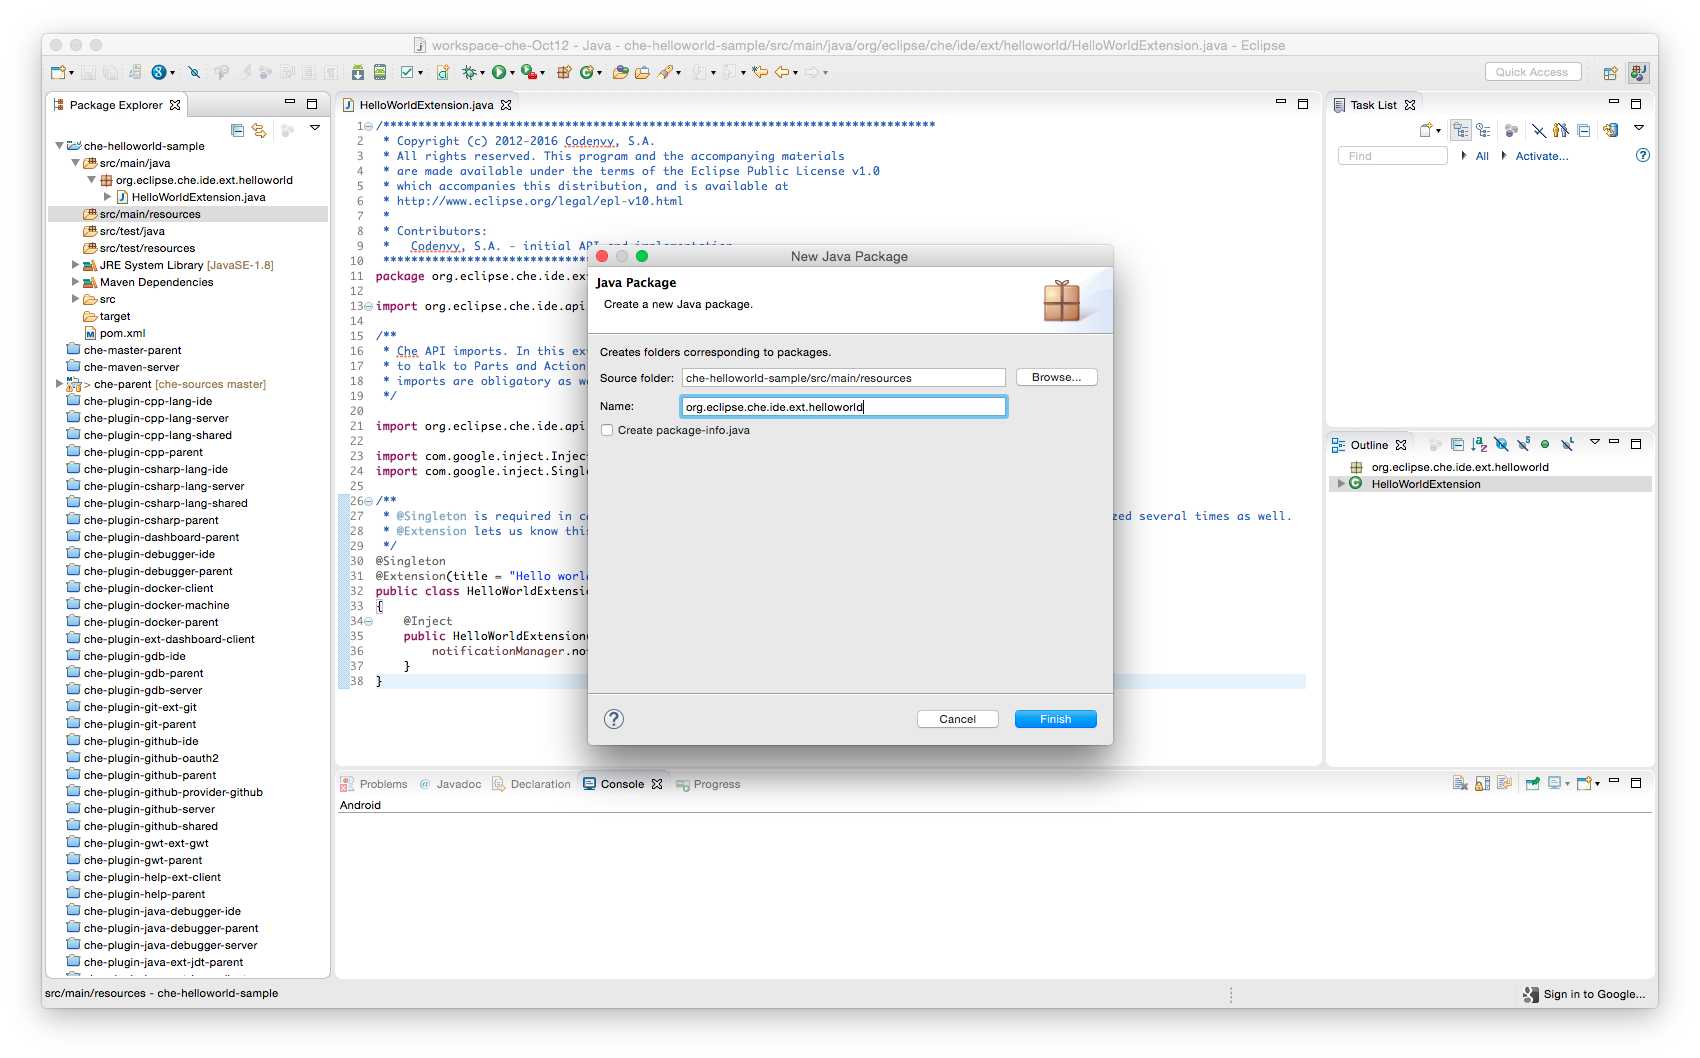 workspace-che-Oct12 - Java - che-helloworld-sample/src/main/java/org/eclipse/che/ide/ext/helloworld/HelloWorldExtension.java - Eclipse
Quick Access
Package Explorer
che-helloworld-sample
src/main/java
org.eclipse.che.ide.ext.helloworld
HelloWorldExtension.java
src/main/resources
src/test/java
src/test/resources
JRE System Library [JavaSE-1.8]
Maven Dependencies
src
target
pom.xml
che-master-parent
che-maven-server
> che-parent [che-sources master]
che-plugin-cpp-lang-ide
che-plugin-cpp-lang-server
che-plugin-cpp-lang-shared
che-plugin-cpp-parent
che-plugin-csharp-lang-ide
che-plugin-csharp-lang-server
che-plugin-csharp-lang-shared
che-plugin-csharp-parent
che-plugin-dashboard-parent
che-plugin-debugger-ide
che-plugin-debugger-parent
che-plugin-docker-client
che-plugin-docker-machine
che-plugin-docker-parent
che-plugin-ext-dashboard-client
che-plugin-gdb-ide
che-plugin-gdb-parent
che-plugin-gdb-server
che-plugin-git-ext-git
che-plugin-git-parent
che-plugin-github-ide
che-plugin-github-oauth2
che-plugin-github-parent
che-plugin-github-provider-github
che-plugin-github-server
che-plugin-github-shared
che-plugin-gwt-ext-gwt
che-plugin-gwt-parent
che-plugin-help-ext-client
che-plugin-help-parent
che-plugin-java-debugger-ide
che-plugin-java-debugger-parent
che-plugin-java-debugger-server
che-plugin-java-ext-jdt-parent
HelloWorldExtension.java
1 /*******************************************************************************
2 * Copyright (c) 2012-2016 Codenvy, S.A.
3 * All rights reserved. This program and the accompanying materials
4 * are made available under the terms of the Eclipse Public License v1.0
5 * which accompanies this distribution, and is available at
6 * http://www.eclipse.org/legal/epl-v10.html
7 *
8 * Contributors:
9 * Codenvy, S.A. - initial API and implementation
10 ******************************
11 package org.eclipse.che.ide.ex
12
13 import org.eclipse.che.ide.api
14
15 /**
16 * Che API imports. In this ex
17 * to talk to Parts and Action
18 * imports are obligatory as w
19 */
20
21 import org.eclipse.che.ide.api
22
23 import com.google.inject.Injec
24 import com.google.inject.Singl
25
26 /**
27 * @Singleton is required in c zed several times as well.
28 * @Extension lets us know thi
29 */
30 @Singleton
31 @Extension(title = "Hello worl
32 public class HelloWorldExtensi
33 {
34 @Inject
35 public HelloWorldExtension
36 notificationManager.no
37 }
38 }
New Java Package
Java Package
Create a new Java package.
Creates folders corresponding to packages.
Source folder: che-helloworld-sample/src/main/resources Browse...
Name: org.eclipse.che.ide.ext.helloworld
Create package-info.java
? Cancel Finish
Task List
Find All Activate... ?
Outline
org.eclipse.che.ide.ext.helloworld
HelloWorldExtension
Problems @ Javadoc Declaration Console Progress
Android
src/main/resources - che-helloworld-sample
Sign in to Google...